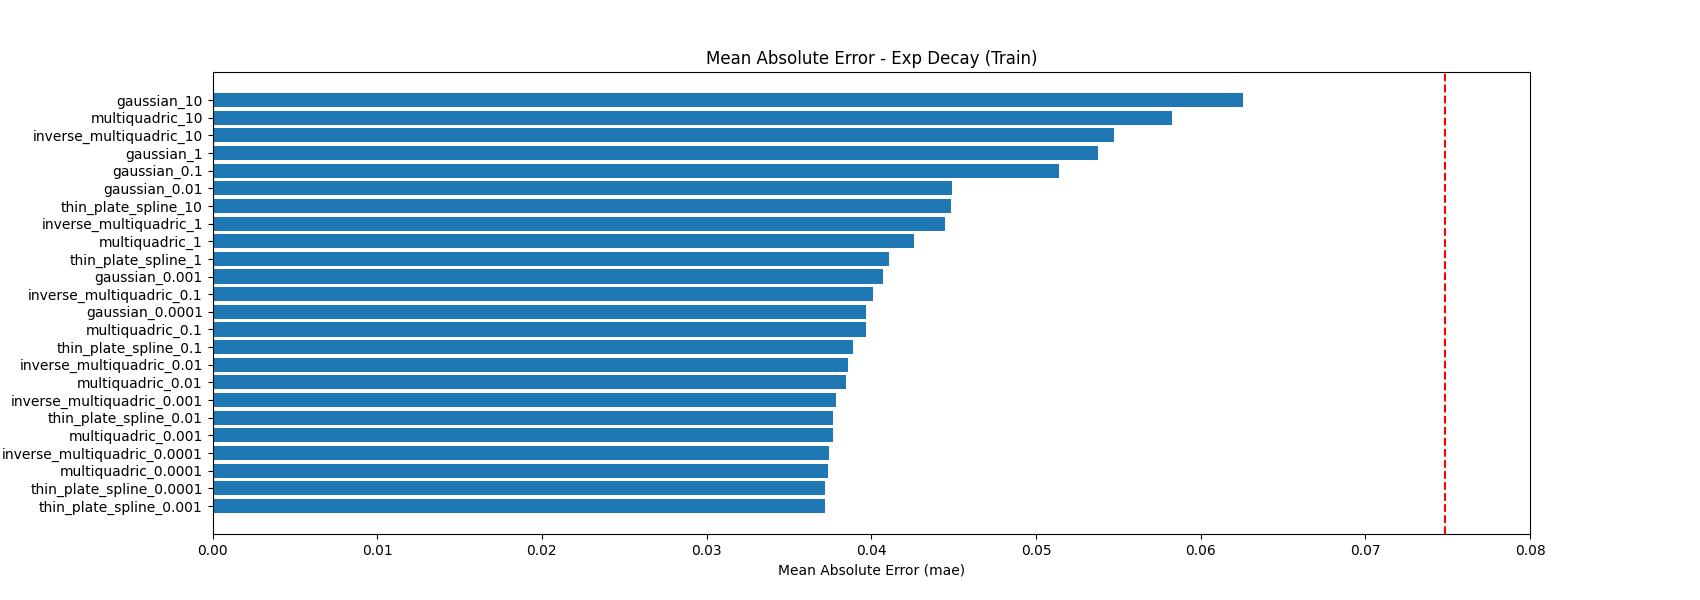 Mean Absolute Error - Exp Decay (Train)
gaussian_10
multiquadric_10
inverse_multiquadric_10
gaussian_1
gaussian_0.1
gaussian_0.01
thin_plate_spline_10
inverse_multiquadric_1
multiquadric_1
thin_plate_spline_1
gaussian_0.001
inverse_multiquadric_0.1
gaussian_0.0001
multiquadric_0.1
thin_plate_spline_0.1
inverse_multiquadric_0.01
multiquadric_0.01
inverse_multiquadric_0.001
thin_plate_spline_0.01
multiquadric_0.001
inverse_multiquadric_0.0001
multiquadric_0.0001
thin_plate_spline_0.0001
thin_plate_spline_0.001
0.00 0.01 0.02 0.03 0.04 0.05 0.06 0.07 0.08
Mean Absolute Error (mae)